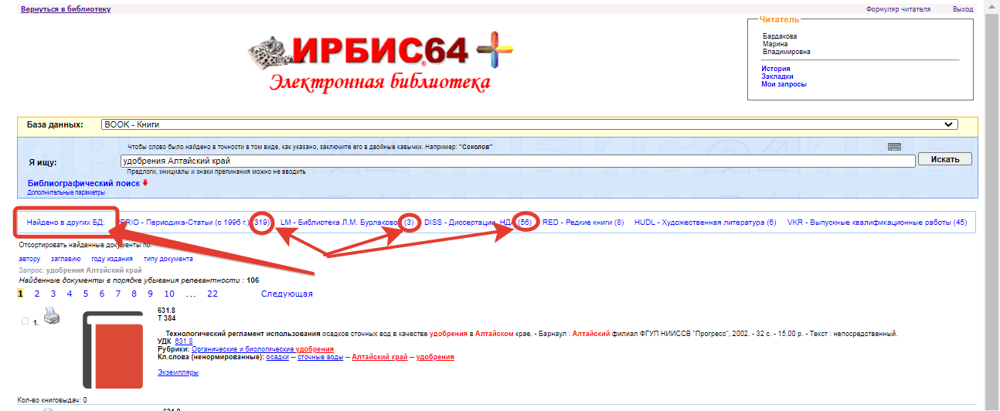 Вернуться в библиотеку Формуляр читателя Выход
Читатель
Бардакова
Марина
Владимировна
История
Закладки
Мои запросы
ИРБИС64
Электронная библиотека
База данных: BOOK - Книги
Чтобы слово было найдено в точности в том виде, как указано, заключите его в двойные кавычки. Например: "Соколов"
Я ищу: удобрения Алтайский край Искать
Предлоги, инициалы и знаки препинания можно не вводить
Библиографический поиск
Дополнительные параметры
Найдено в других БД: PERIO - Периодика-Статьи (с 1996 г.) (319) LM - Библиотека Л.М. Бурлаковой (3) DISS - Диссертации, НДА (56) RED - Редкие книги (8) HUDL - Художественная литература (6) VKR - Выпускные квалификационные работы (46)
Отсортировать найденные документы по:
автору заглавию году издания типу документа
Запрос: удобрения Алтайский край
Найденные документы в порядке убывания релевантности : 106
1 2 3 4 5 6 7 8 9 10 ... 22 Следующая
1.
631.8
Т 384
Технологический регламент использования осадков сточных вод в качестве удобрения в Алтайском крае. - Барнаул : Алтайский филиал ФГУП НИИССВ "Прогресс", 2002. - 32 с. - 15.00 р. - Текст : непосредственный.
УДК 631.8
Рубрики: Органические и биологические удобрения
Кл.слова (ненормированные): осадки -- сточные воды -- Алтайский край -- удобрения
Экземпляры
Кол-во книговыдач: 0